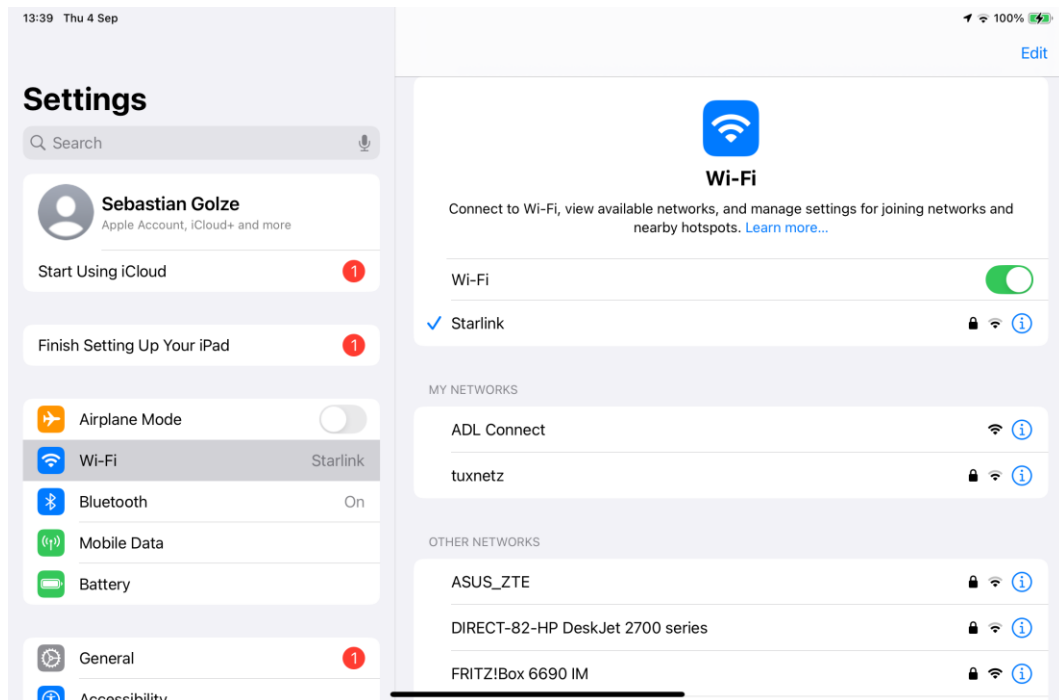 13:39 Thu 4 Sep
100%
Edit
Settings
Search
Sebastian Golze
Apple Account, iCloud+ and more
Start Using iCloud
1
Finish Setting Up Your iPad
1
Airplane Mode
Wi-Fi
Starlink
Bluetooth
On
Mobile Data
Battery
General
1
Accessibility
Wi-Fi
Connect to Wi-Fi, view available networks, and manage settings for joining networks and
nearby hotspots. Learn more...
Wi-Fi
Starlink
MY NETWORKS
ADL Connect
tuxnetz
OTHER NETWORKS
ASUS_ZTE
DIRECT-82-HP DeskJet 2700 series
FRITZ!Box 6690 IM